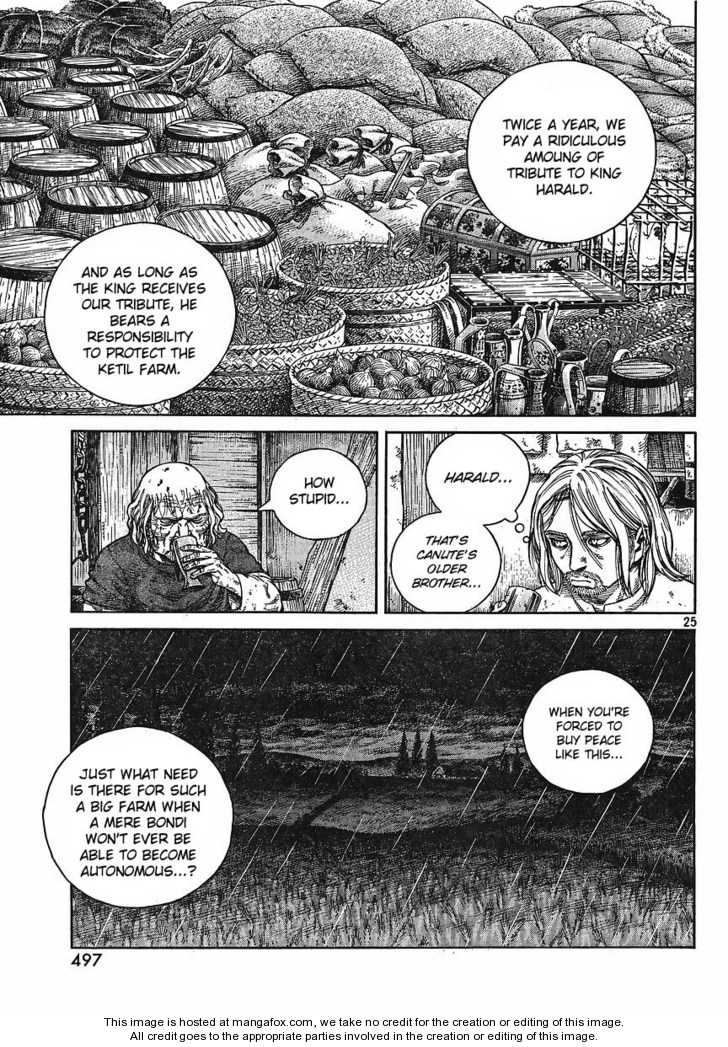 TWICE A YEAR, WE
PAY A RIDICULOUS
AMOUNG OF
TRIBUTE TO KING
HARALD.
AND AS LONG AS
THE KING RECEIVES
OUR TRIBUTE, HE
BEARS A
RESPONSIBILITY
TO PROTECT THE
KETIL FARM.
HOW
STUPID...
HARALD...
THAT'S
CANUTE'S
OLDER
BROTHER...
25
WHEN YOU'RE
FORCED TO
BUY PEACE
LIKE THIS...
JUST WHAT NEED
IS THERE FOR SUCH
A BIG FARM WHEN
A MERE BONDI
WON'T EVER BE
ABLE TO BECOME
AUTONOMOUS...?
497
This image is hosted at mangafox.com, we take no credit for the creation or editing of this image.
All credit goes to the appropriate parties involved in the creation or editing of this image.